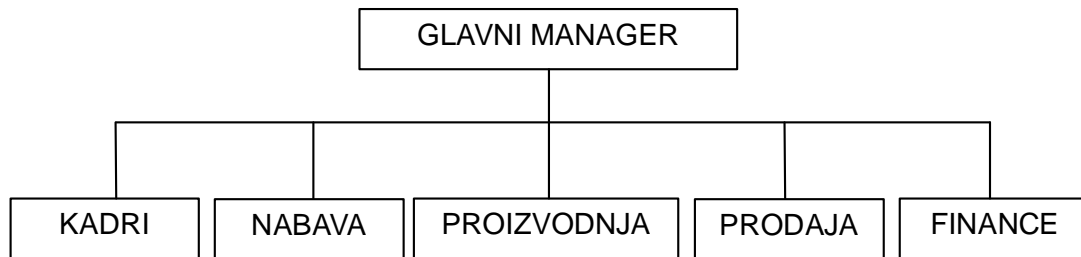 GLAVNI MANAGER
KADRI
NABAVA
PROIZVODNJA
PRODAJA
FINANCE